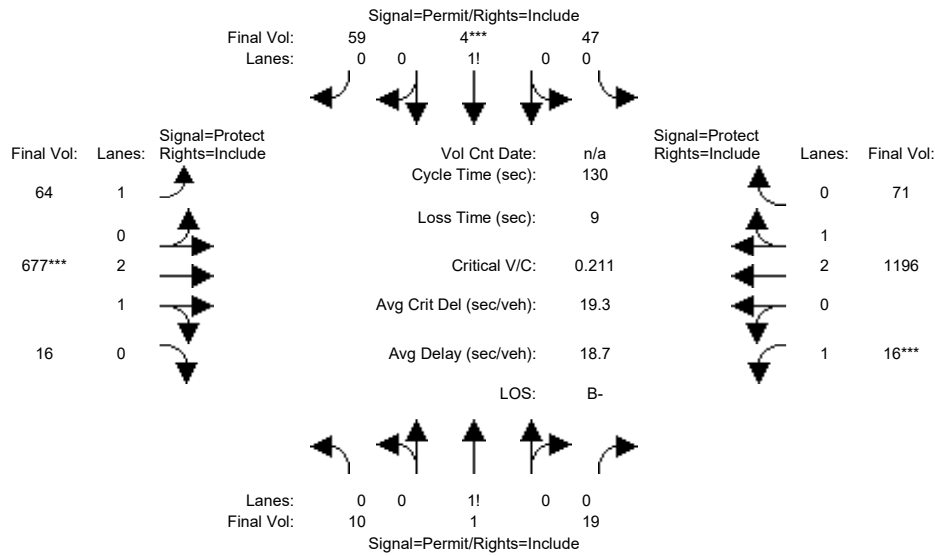 Signal=Permit/Rights=Include
Final Vol: 59 4*** 47
Lanes: 0 0 1! 0 0
Signal=Protect Signal=Protect
Final Vol: Lanes: Rights=Include Vol Cnt Date: n/a Rights=Include Lanes: Final Vol:
Cycle Time (sec): 130
64 1 0 71
Loss Time (sec): 9
0 1
677*** 2 Critical V/C: 0.211 2 1196
1 Avg Crit Del (sec/veh): 19.3 0
16 0 Avg Delay (sec/veh): 18.7 1 16***
LOS: B-
Lanes: 0 0 1! 0 0
Final Vol: 10 1 19
Signal=Permit/Rights=Include